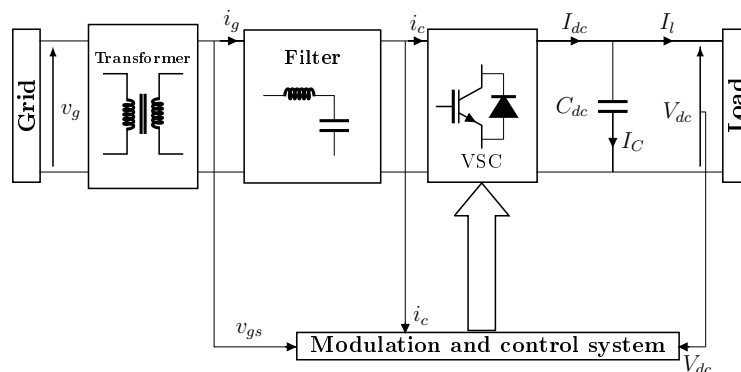 i_g
i_c
I_dc
I_l
Grid
v_g
Transformer
Filter
VSC
C_dc
I_C
V_dc
Load
v_gs
i_c
Modulation and control system
V_dc